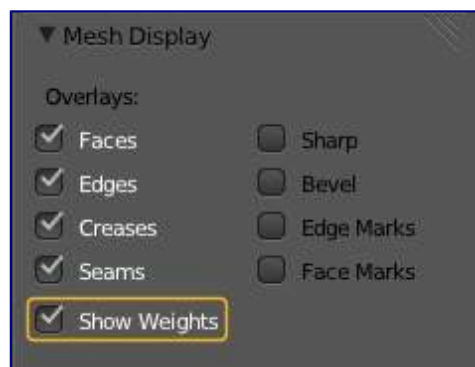 Mesh Display
Overlays:
Faces Sharp
Edges Bevel
Creases Edge Marks
Seams Face Marks
Show Weights